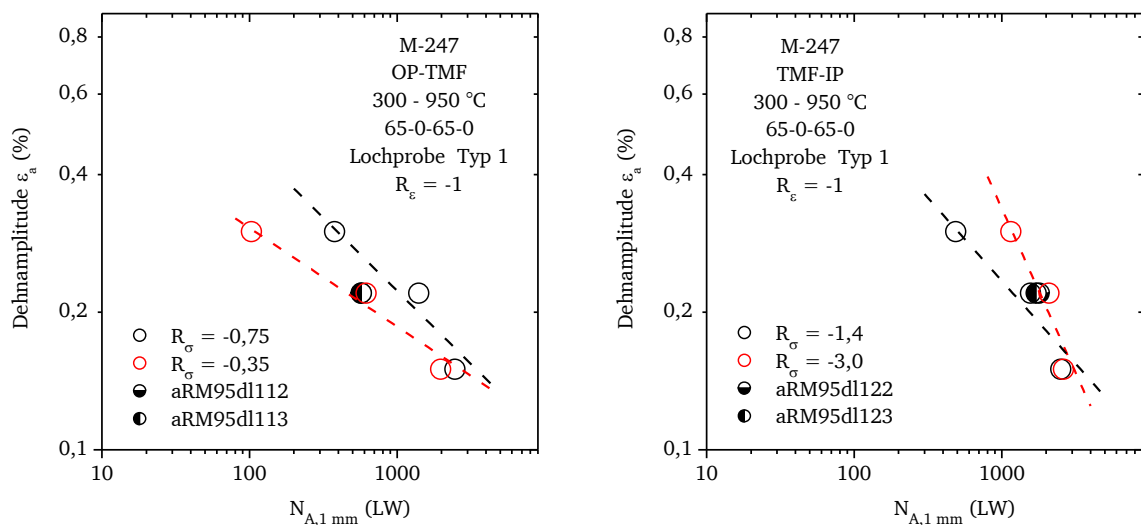 0,8
0,6
0,4
0,2
0,1
Dehnamplitude εa (%)
M-247
OP-TMF
300 - 950 °C
65-0-65-0
Lochprobe Typ 1
Rε = -1
Rσ = -0,75
Rσ = -0,35
aRM95dl112
aRM95dl113
10
100
1000
NA,1 mm (LW)
0,8
0,6
0,4
0,2
0,1
Dehnamplitude εa (%)
M-247
TMF-IP
300 - 950 °C
65-0-65-0
Lochprobe Typ 1
Rε = -1
Rσ = -1,4
Rσ = -3,0
aRM95dl122
aRM95dl123
10
100
1000
NA,1 mm (LW)